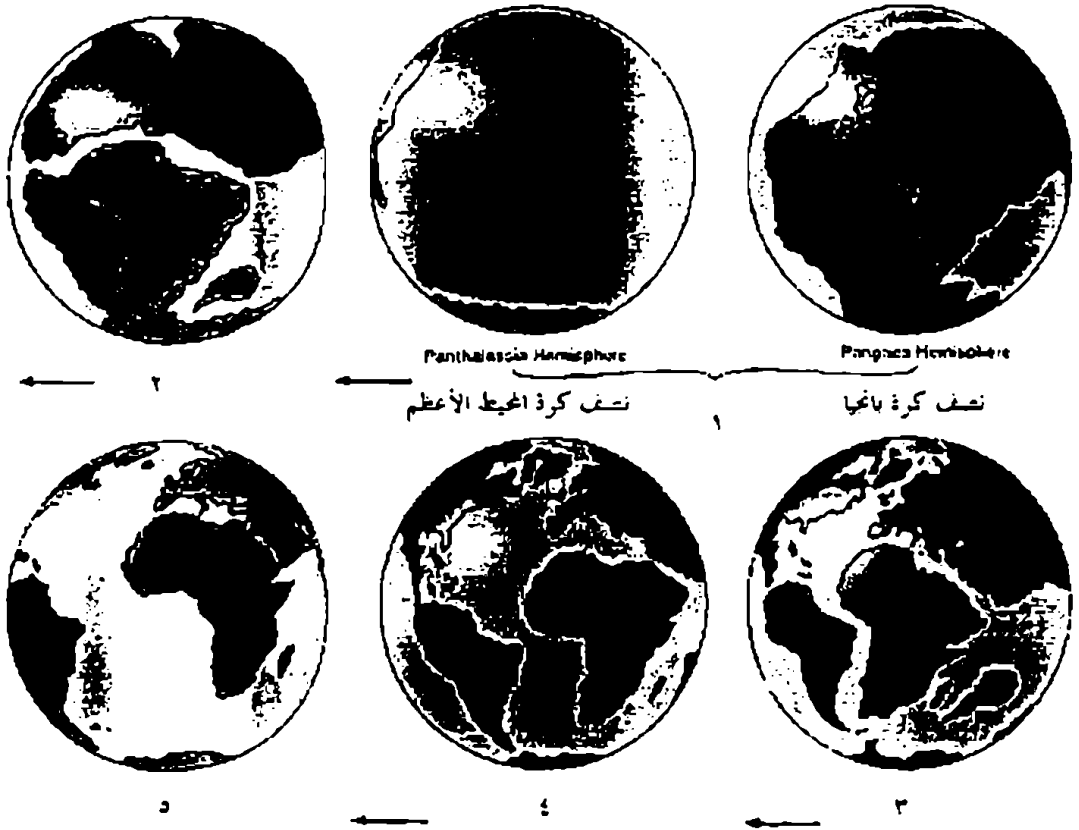 Panthalassia Hemisphere
Pangaea Hemisphere
٢
نصف كرة المحيط الأعظم
نصف كرة بانجيا
١
٥
٤
٣